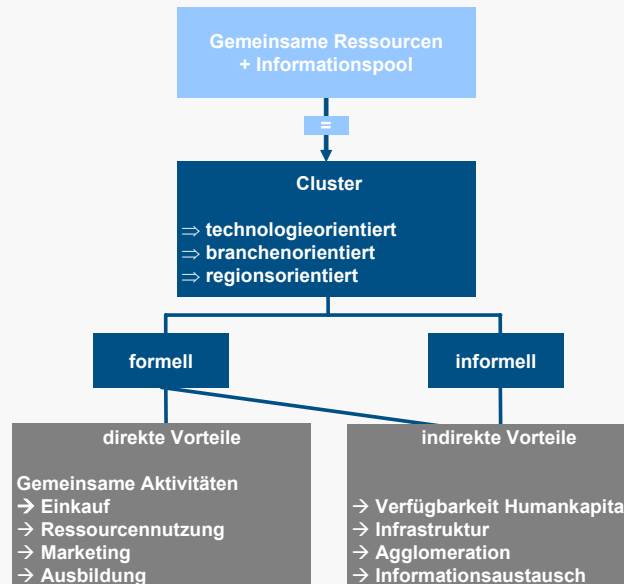 Gemeinsame Ressourcen
+ Informationspool
=
Cluster
⇒ technologieorientiert
⇒ branchenorientiert
⇒ regionsorientiert
formell
informell
direkte Vorteile
Gemeinsame Aktivitäten
→ Einkauf
→ Ressourcennutzung
→ Marketing
→ Ausbildung
indirekte Vorteile
→ Verfügbarkeit Humankapita
→ Infrastruktur
→ Agglomeration
→ Informationsaustausch